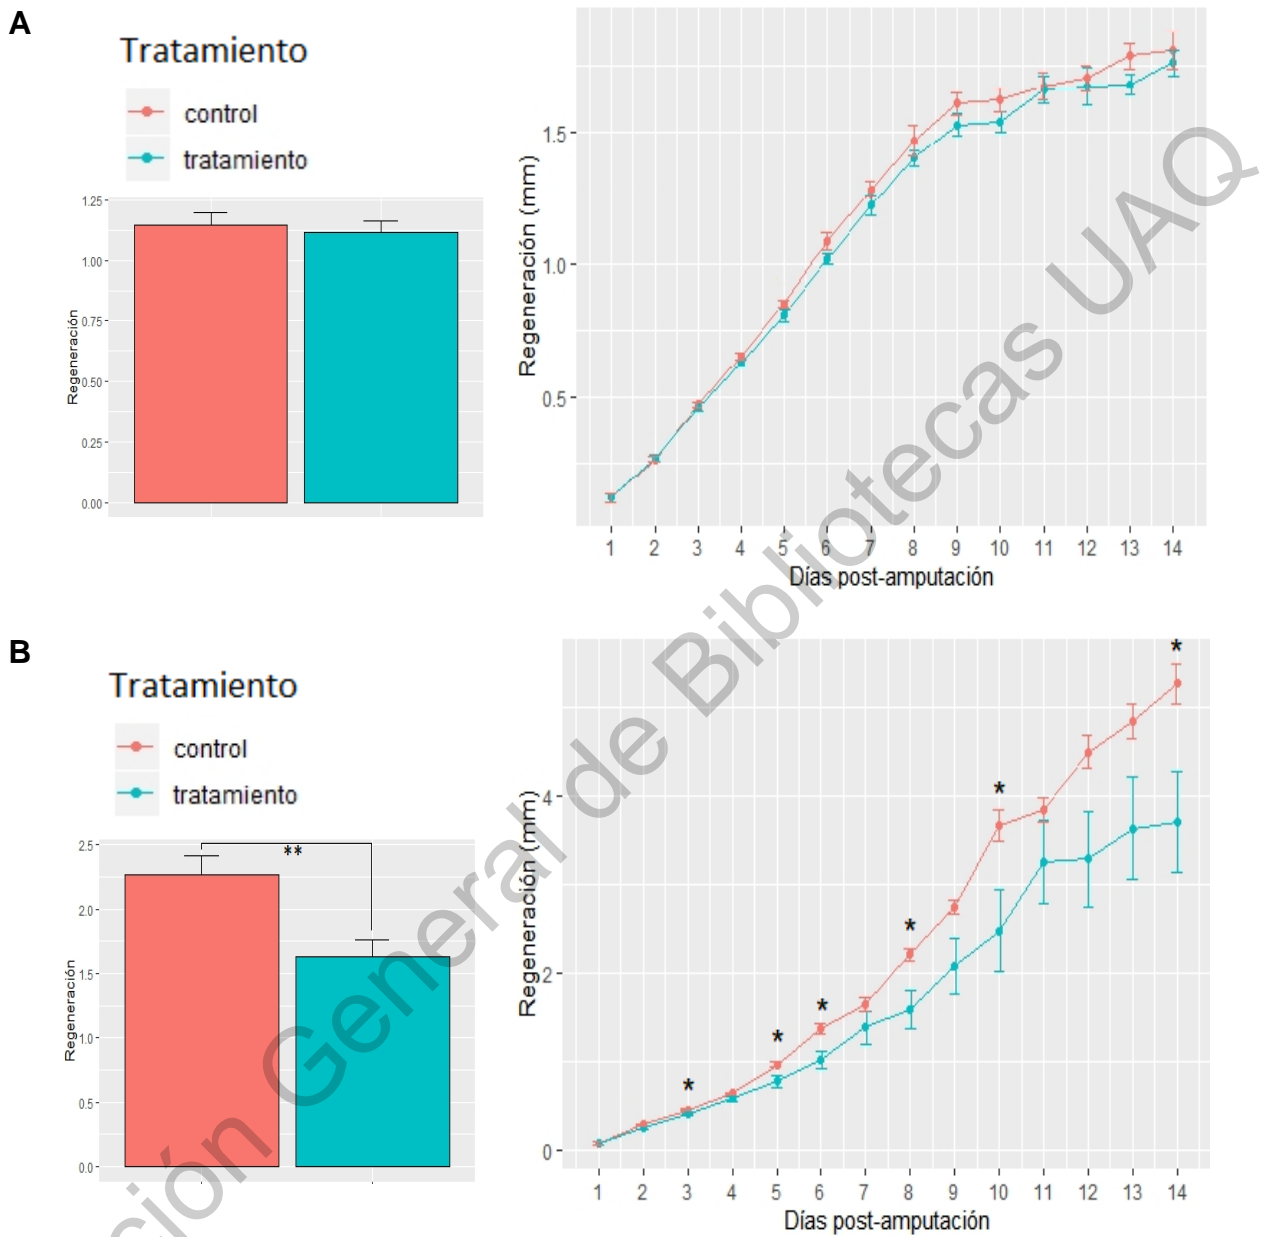 A
Tratamiento
control
tratamiento
1.25
1.00
0.75
0.50
0.25
0.00
Regeneración
1.5
1.0
0.5
Regeneración (mm)
1 2 3 4 5 6 7 8 9 10 11 12 13 14
Días post-amputación
B
Tratamiento
control
tratamiento
2.5
2.0
1.5
1.0
0.5
0.0
Regeneración
**
4
2
0
Regeneración (mm)
* * * * * *
1 2 3 4 5 6 7 8 9 10 11 12 13 14
Días post-amputación
ción General de Bibliotecas UAQ